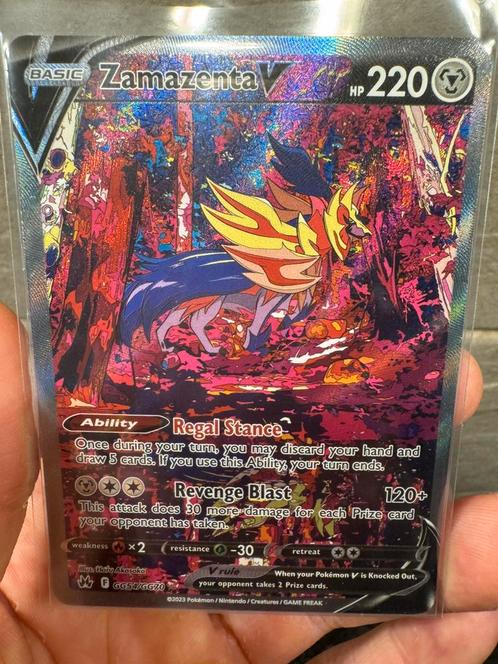 BASIC Zamazenta V HP 220
Ability Regal Stance
Once during your turn, you may discard your hand and
draw 5 cards. If you use this Ability, your turn ends.
Revenge Blast 120+
This attack does 30 more damage for each Prize card
your opponent has taken.
weakness ×2 resistance -30 retreat
Illus.
V rule When your Pokémon V is Knocked Out,
F GG54/GG70 your opponent takes 2 Prize cards.
©2023 Pokémon / Nintendo / Creatures / GAME FREAK